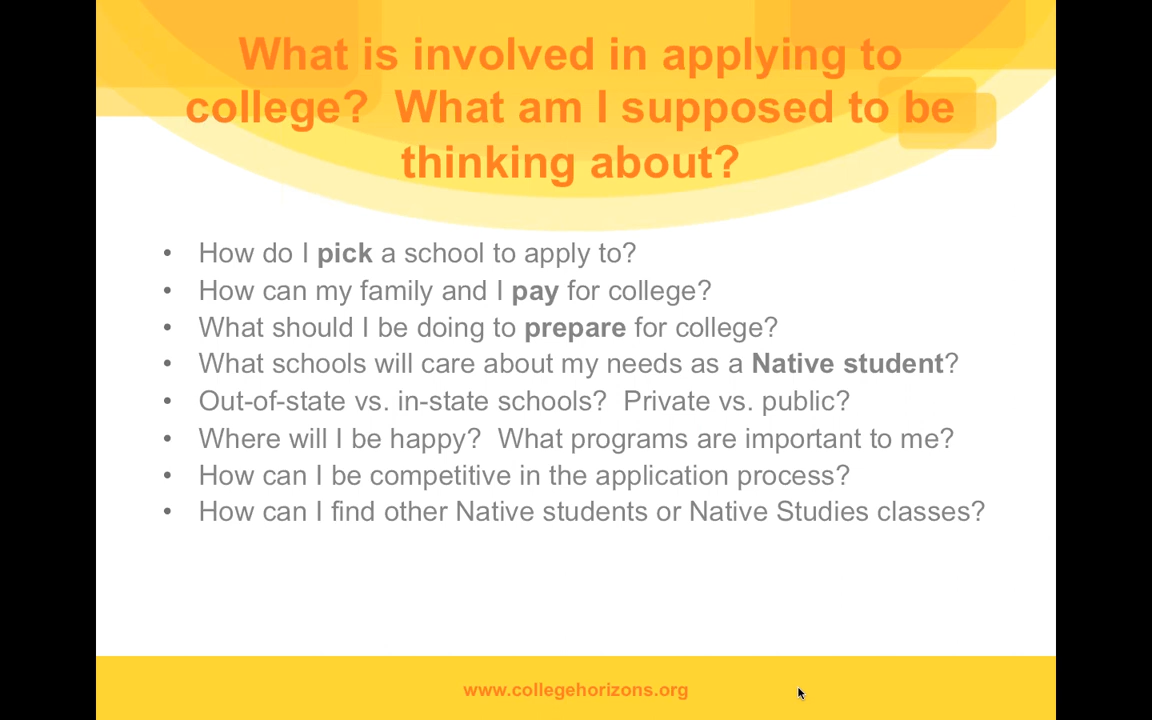 What is involved in applying to
college?  What am I supposed to be
thinking about?
• How do I pick a school to apply to?
• How can my family and I pay for college?
• What should I be doing to prepare for college?
• What schools will care about my needs as a Native student?
• Out-of-state vs. in-state schools?  Private vs. public?
• Where will I be happy?  What programs are important to me?
• How can I be competitive in the application process?
• How can I find other Native students or Native Studies classes?
www.collegehorizons.org